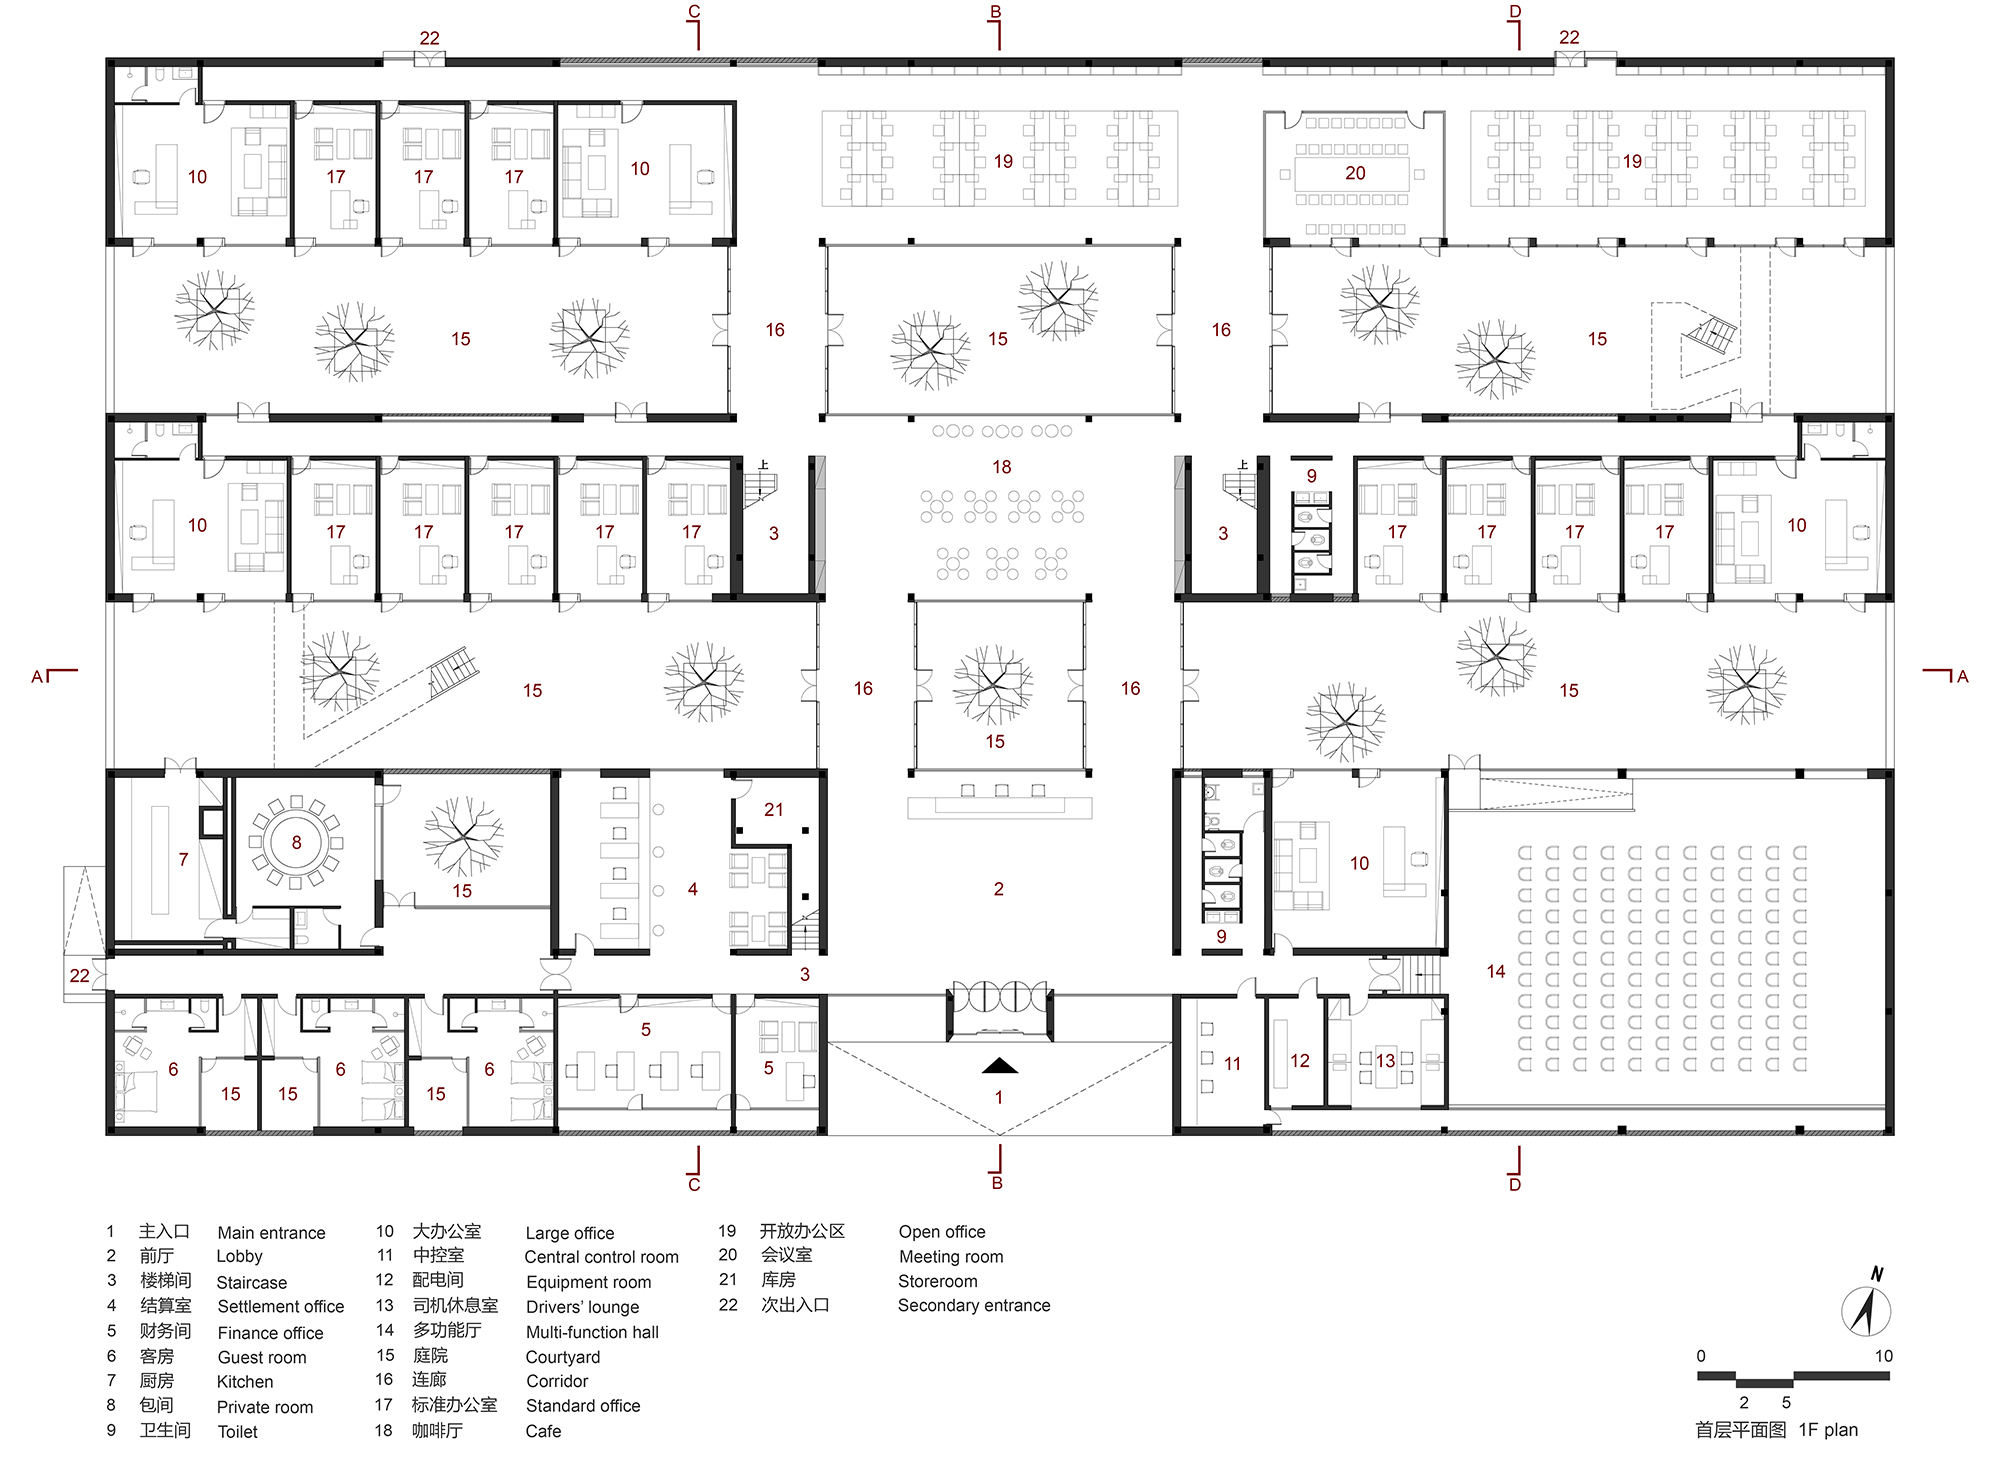 C B D
22 22
19 19
10 17 17 17 10 20
15 16 15 16 15
18
上 上
9
10 17 17 17 17 17 3 3 17 17 17 17 10
A A
15 16 16 15
15
21
7 8 15 4 2 10
9
22 3 14
5
6 15 15 6 15 6 5 1 11 12 13
C B D
1 主入口 Main entrance
2 前厅 Lobby
3 楼梯间 Staircase
4 结算室 Settlement office
5 财务间 Finance office
6 客房 Guest room
7 厨房 Kitchen
8 包间 Private room
9 卫生间 Toilet
10 大办公室 Large office
11 中控室 Central control room
12 配电间 Equipment room
13 司机休息室 Drivers' lounge
14 多功能厅 Multi-function hall
15 庭院 Courtyard
16 连廊 Corridor
17 标准办公室 Standard office
18 咖啡厅 Cafe
19 开放办公区 Open office
20 会议室 Meeting room
21 库房 Storeroom
22 次出入口 Secondary entrance
N
0 10
2 5
首层平面图 1F plan